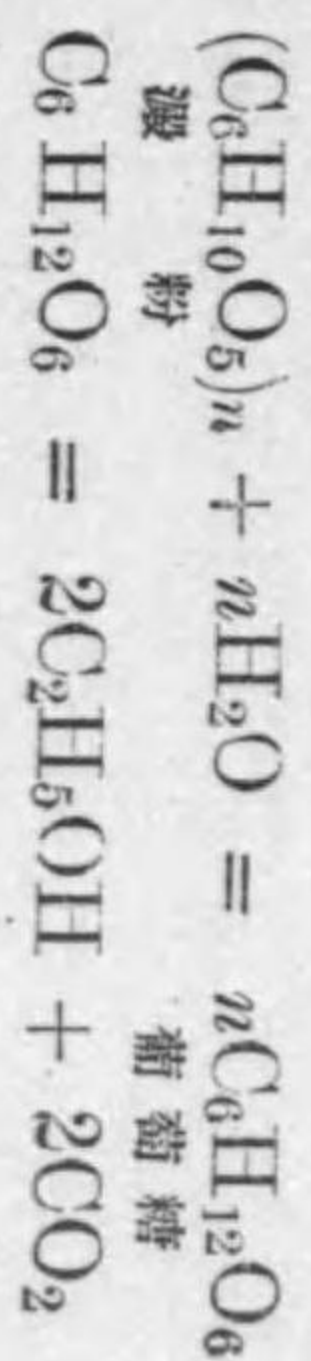 (C₆H₁₀O₅)n + nH₂O = nC₆H₁₂O₆
澱粉 葡萄糖
C₆H₁₂O₆ = 2C₂H₅OH + 2CO₂